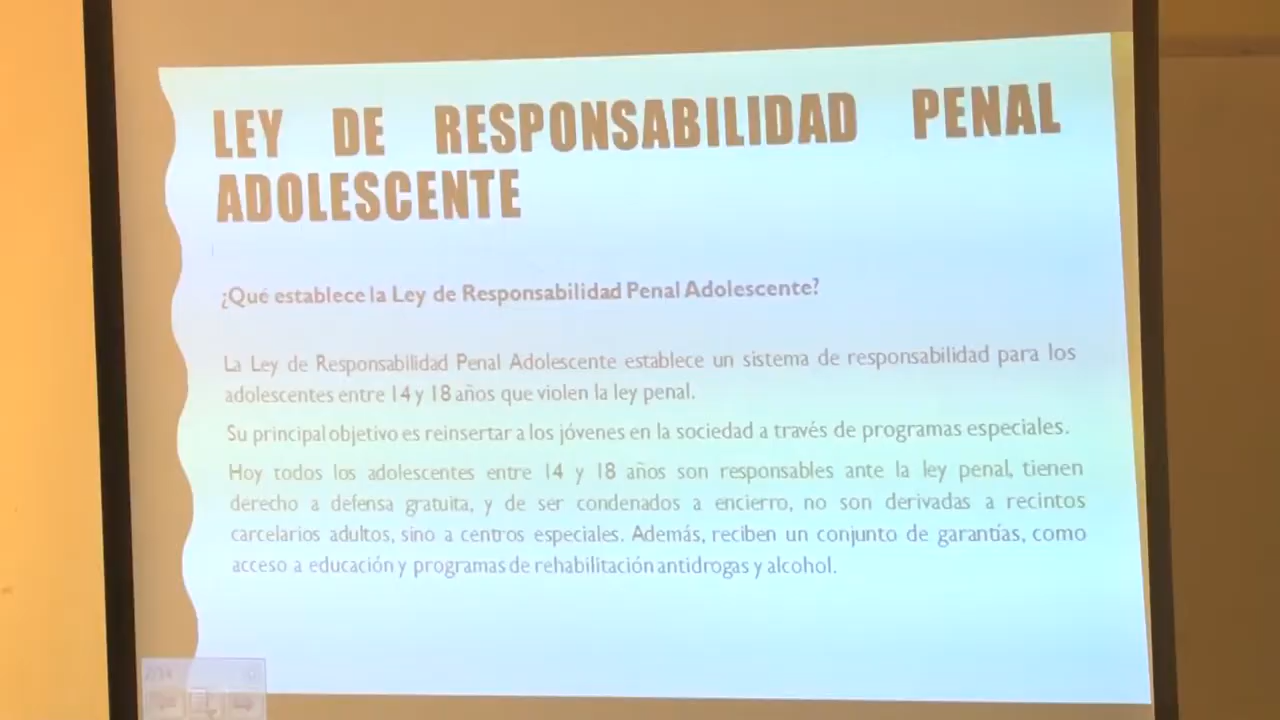 LEY DE RESPONSABILIDAD PENAL
ADOLESCENTE
¿Qué establece la Ley de Responsabilidad Penal Adolescente?
La Ley de Responsabilidad Penal Adolescente establece un sistema de responsabilidad para los
adolescentes entre 14 y 18 años que violen la ley penal.
Su principal objetivo es reinsertar a los jóvenes en la sociedad a través de programas especiales.
Hoy todos los adolescentes entre 14 y 18 años son responsables ante la ley penal, tienen
derecho a defensa gratuita, y de ser condenados a encierro, no son derivadas a recintos
carcelarios adultos, sino a centros especiales. Además, reciben un conjunto de garantías, como
acceso a educación y programas de rehabilitación antidrogas y alcohol.